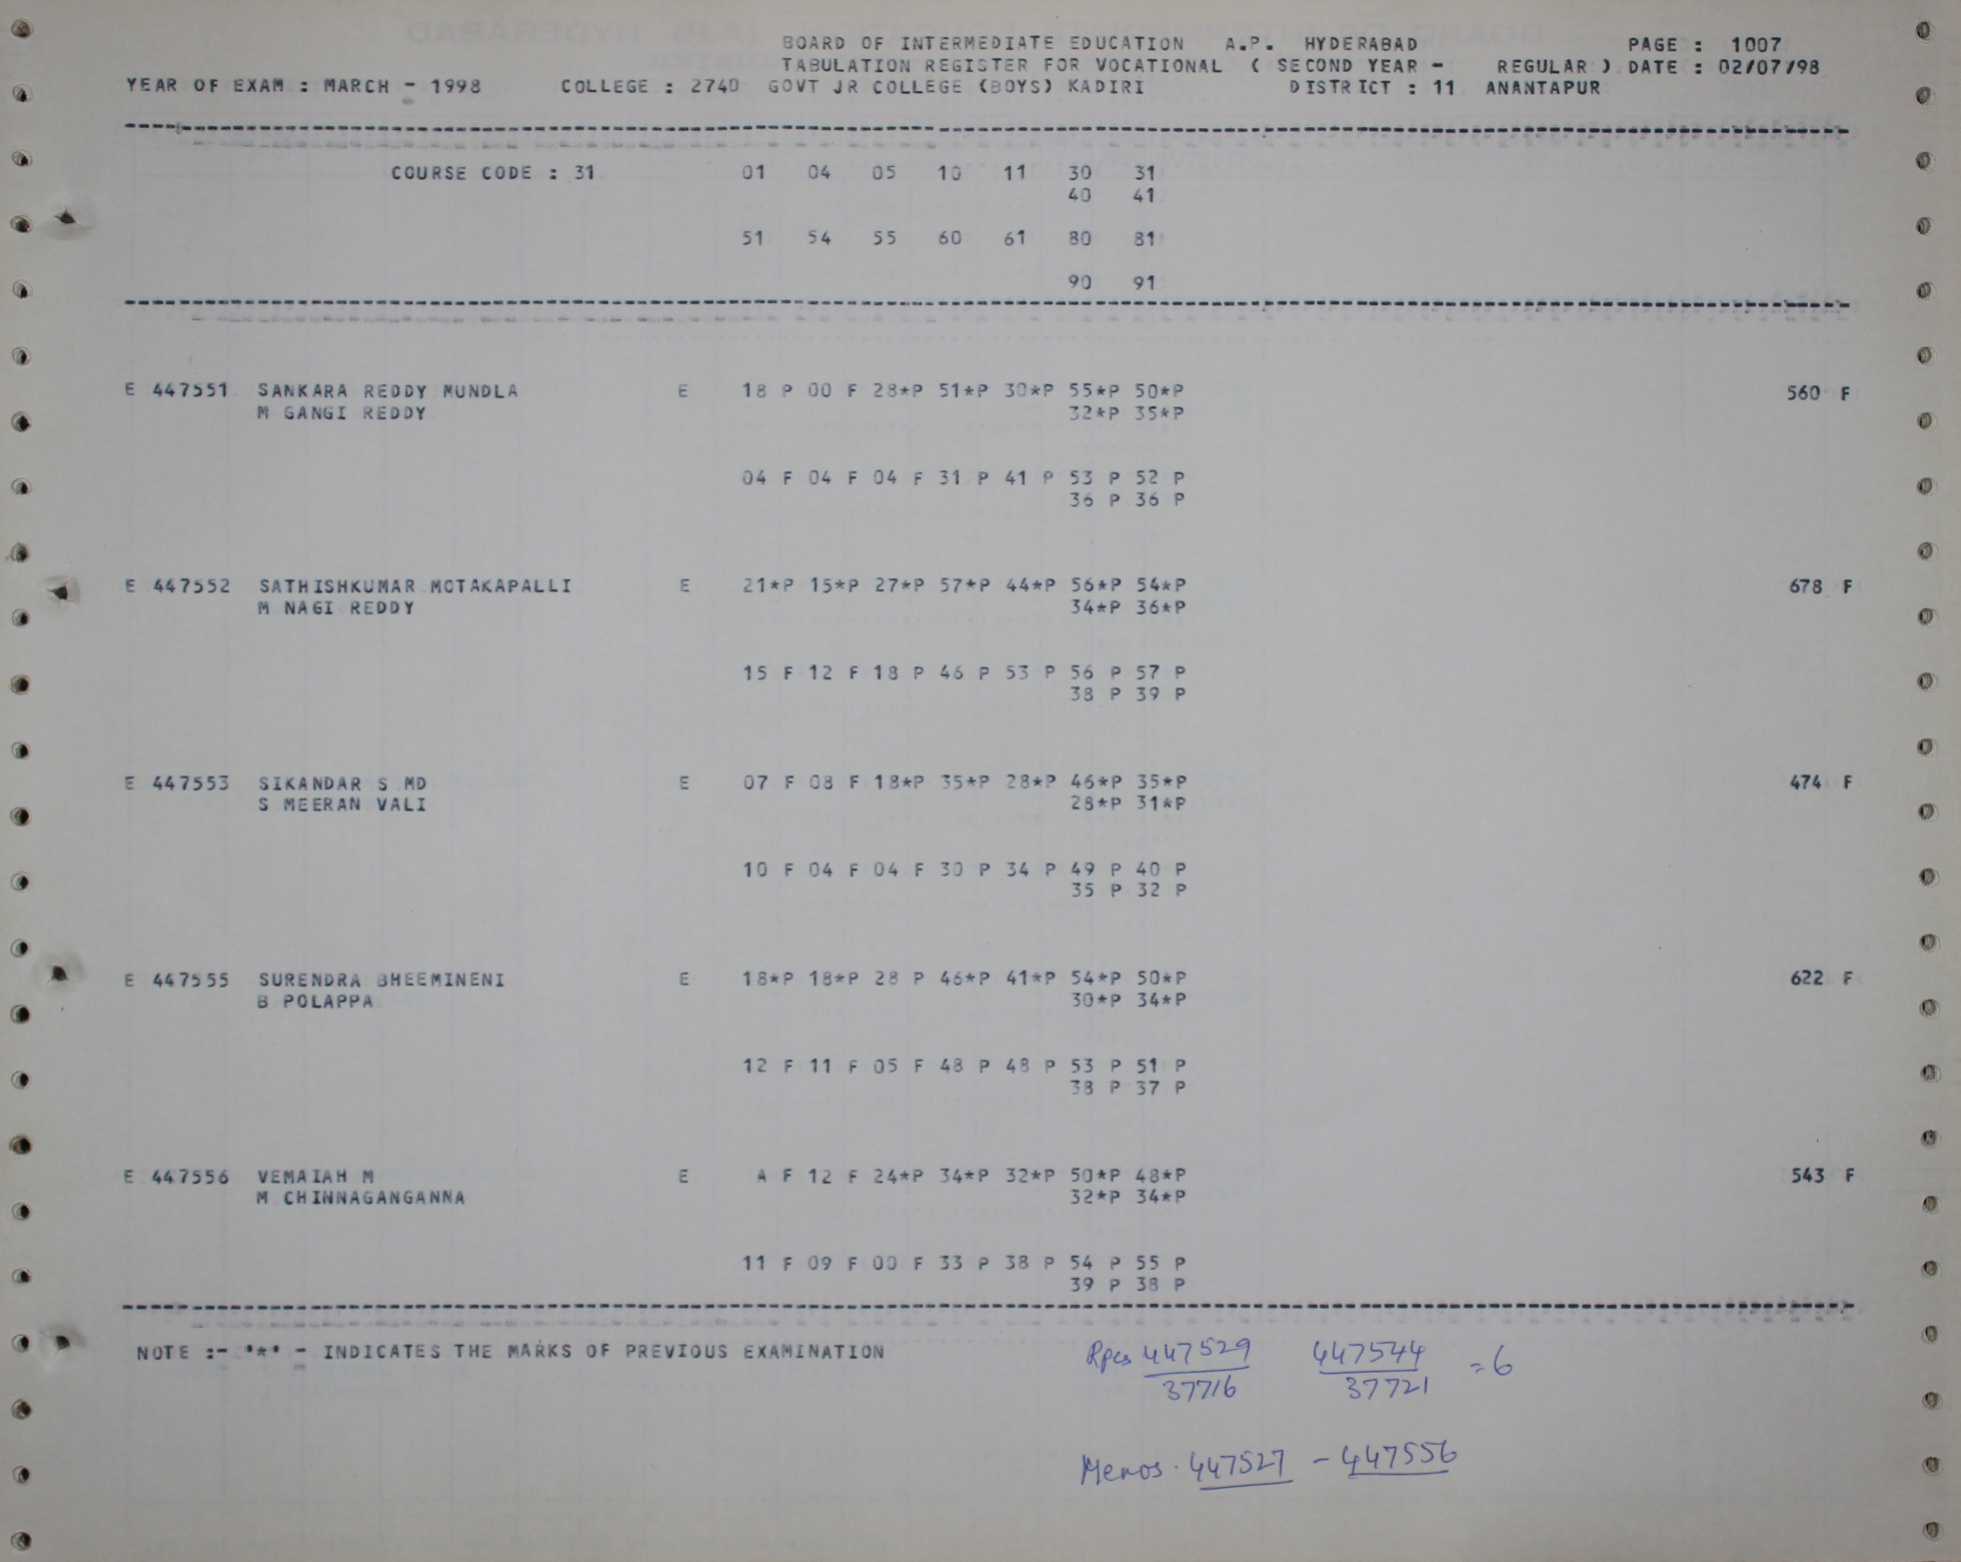 BOARD OF INTERMEDIATE EDUCATION A.P. HYDERABAD PAGE : 1007
TABULATION REGISTER FOR VOCATIONAL ( SECOND YEAR - REGULAR ) DATE : 02/07/98
YEAR OF EXAM : MARCH - 1998 COLLEGE : 2740 GOVT JR COLLEGE (BOYS) KADIRI DISTRICT : 11 ANANTAPUR
COURSE CODE : 31 01 04 05 10 11 30 31
40 41
51 54 55 60 61 80 81
90 91
E 447551 SANKARA REDDY MUNDLA E 18 P 00 F 28*P 51*P 30*P 55*P 50*P 560 F
M GANGI REDDY 32*P 35*P
04 F 04 F 04 F 31 P 41 P 53 P 52 P
36 P 36 P
E 447552 SATHISHKUMAR MOTAKAPALLI E 21*P 15*P 27*P 57*P 44*P 56*P 54*P 678 F
M NAGI REDDY 34*P 36*P
15 F 12 F 18 P 46 P 53 P 56 P 57 P
38 P 39 P
E 447553 SIKANDAR S MD E 07 F 08 F 18*P 35*P 28*P 46*P 35*P 474 F
S MEERAN VALI 28*P 31*P
10 F 04 F 04 F 30 P 34 P 49 P 40 P
35 P 32 P
E 447555 SURENDRA BHEEMINENI E 18*P 18*P 28 P 46*P 41*P 54*P 50*P 622 F
B POLAPPA 30*P 34*P
12 F 11 F 05 F 48 P 48 P 53 P 51 P
38 P 37 P
E 447556 VEMAIAH M E A F 12 F 24*P 34*P 32*P 50*P 48*P 543 F
M CHINNAGANGANNA 32*P 34*P
11 F 09 F 00 F 33 P 38 P 54 P 55 P
39 P 38 P
NOTE :- '*' - INDICATES THE MARKS OF PREVIOUS EXAMINATION
447529 447544 = 6
37716 37721
Memos. 447527 - 447556